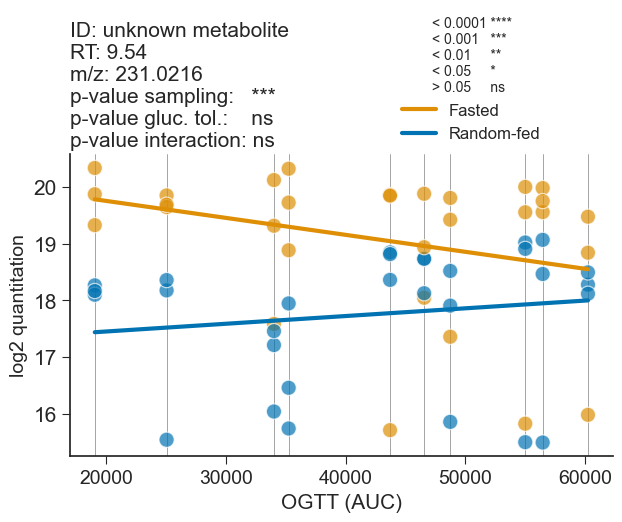 ID: unknown metabolite
RT: 9.54
m/z: 231.0216
p-value sampling: ***
p-value gluc. tol.: ns
p-value interaction: ns
< 0.0001 ****
< 0.001 ***
< 0.01 **
< 0.05 *
> 0.05 ns
Fasted
Random-fed
log2 quantitation
20
19
18
17
16
20000 30000 40000 50000 60000
OGTT (AUC)